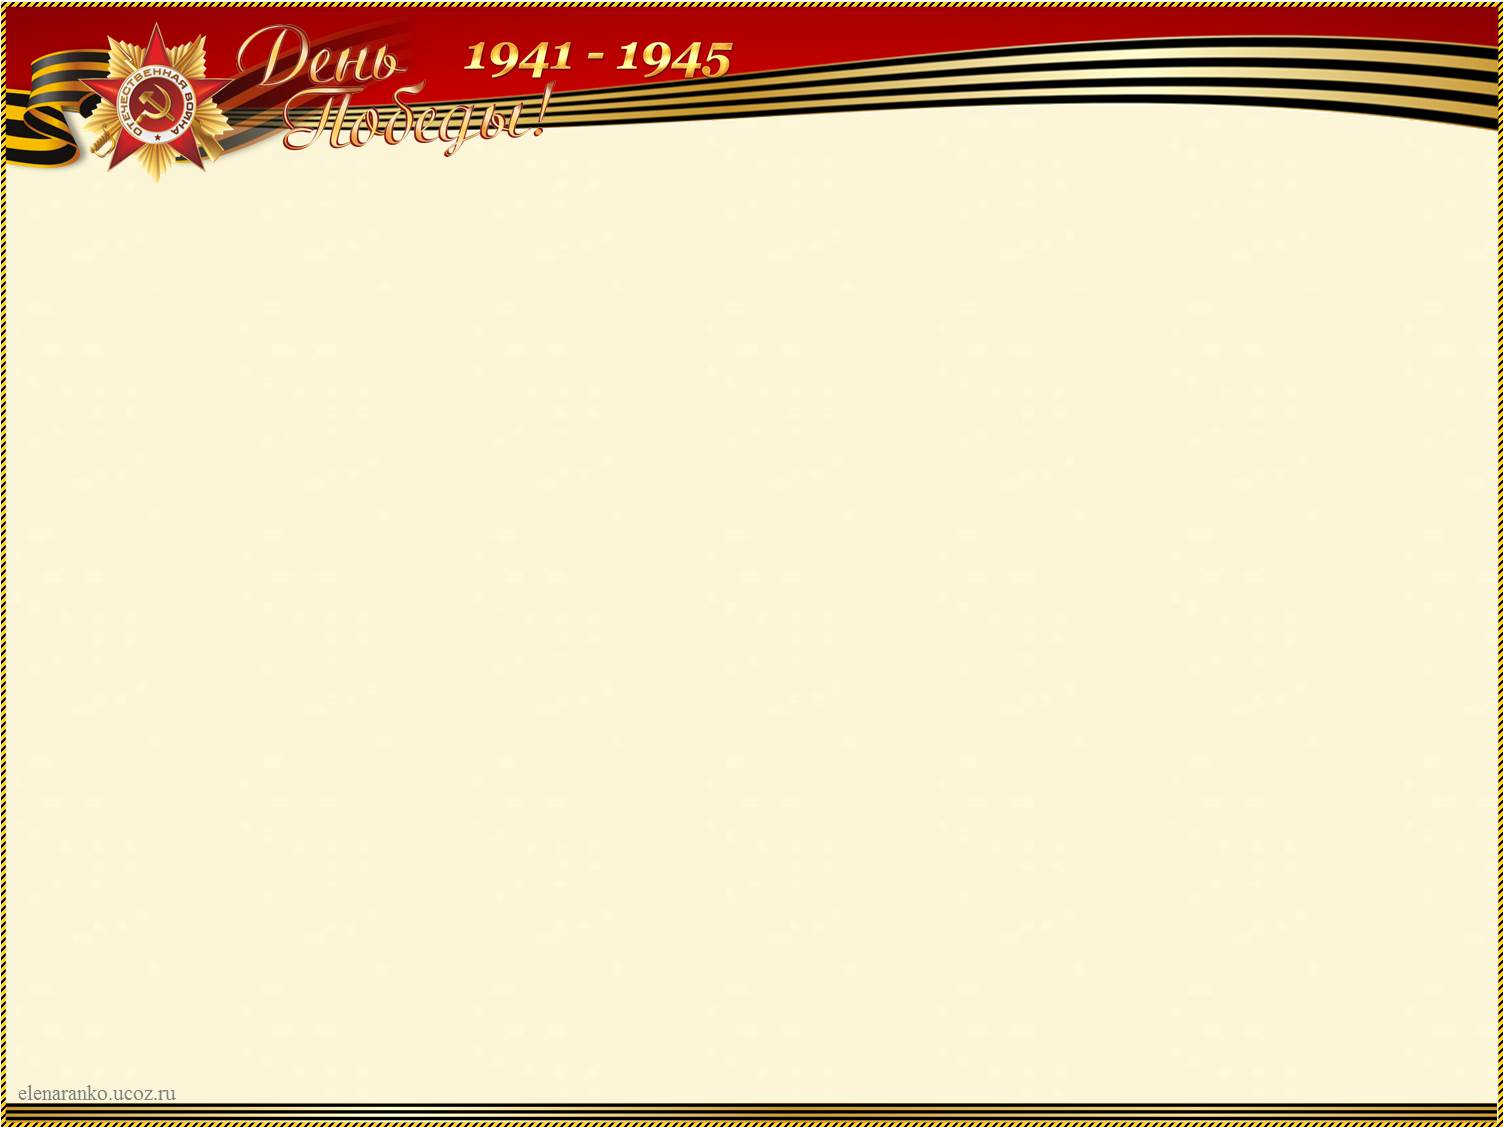 День
Победы!
1941 - 1945
ОТЕЧЕСТВЕННАЯ ВОЙНА
elenaranko.ucoz.ru